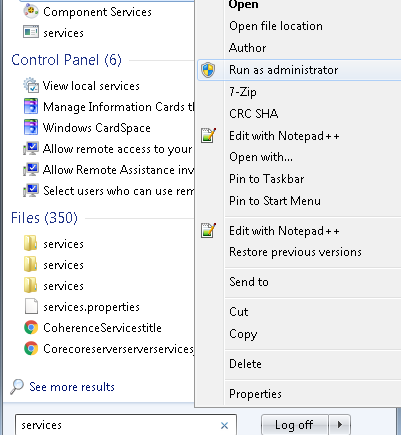 Component Services
services
Control Panel (6)
View local services
Manage Information Cards th
Windows CardSpace
Allow remote access to your
Allow Remote Assistance inv
Select users who can use rem
Files (350)
services
services
services
services.properties
CoherenceServicestitle
Corecoreserverserverservices
See more results
services
Log off
Open
Open file location
Author
Run as administrator
7-Zip
CRC SHA
Edit with Notepad++
Open with...
Pin to Taskbar
Pin to Start Menu
Edit with Notepad++
Restore previous versions
Send to
Cut
Copy
Delete
Properties